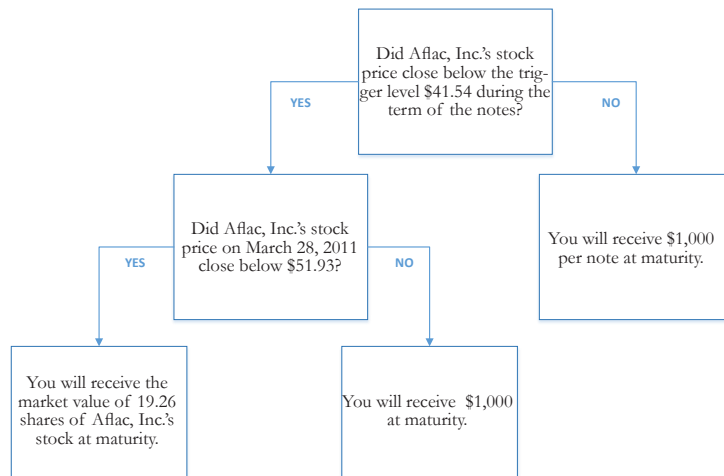 Did Aflac, Inc.'s stock
price close below the trig-
ger level $41.54 during the
term of the notes?
YES
NO
Did Aflac, Inc.'s stock
price on March 28, 2011
close below $51.93?
You will receive $1,000
per note at maturity.
YES
NO
You will receive the
market value of 19.26
shares of Aflac, Inc.'s
stock at maturity.
You will receive $1,000
at maturity.